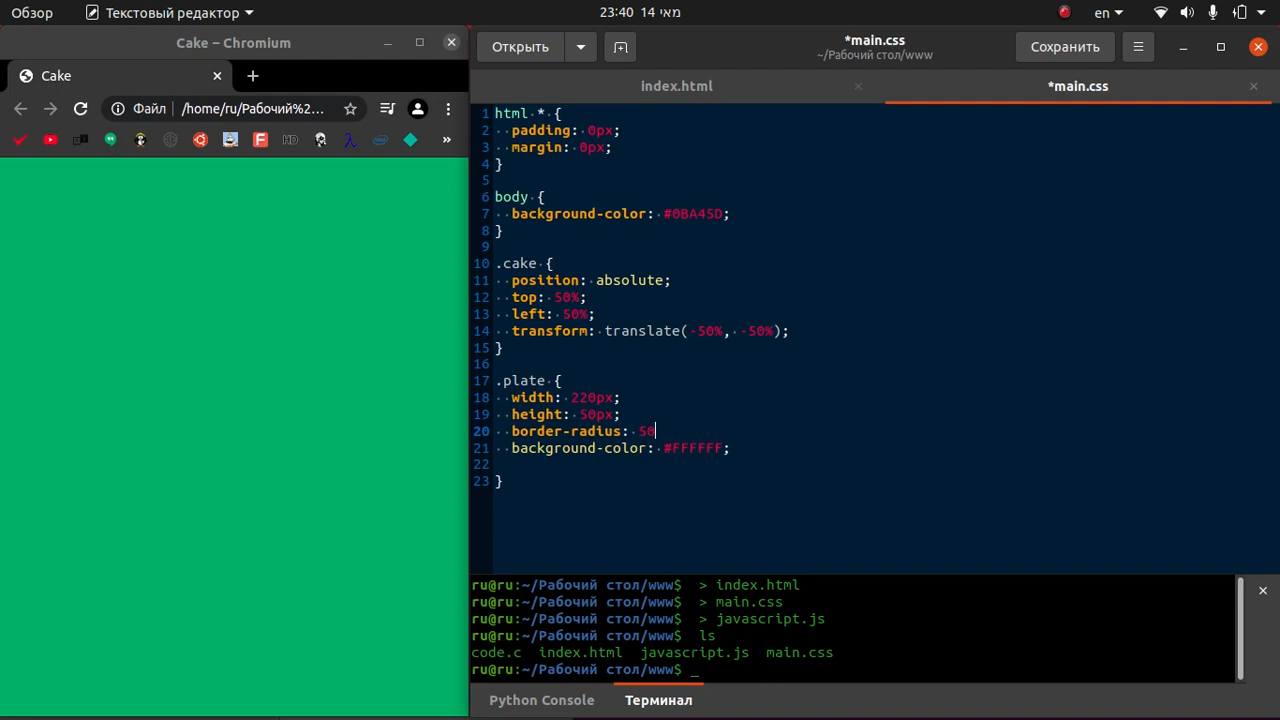 Обзор
Текстовый редактор
23:40 14 מאי
en
Cake – Chromium
Cake
Файл
/home/ru/Рабочий%2...
HD
»
Открыть
*main.css
~/Рабочий стол/www
Сохранить
index.html
*main.css
1 html * {
2 padding: 0px;
3 margin: 0px;
4 }
5
6 body {
7 background-color: #0BA45D;
8 }
9
10 .cake {
11 position: absolute;
12 top: 50%;
13 left: 50%;
14 transform: translate(-50%, -50%);
15 }
16
17 .plate {
18 width: 220px;
19 height: 50px;
20 border-radius: 50
21 background-color: #FFFFFF;
22
23 }
ru@ru:~/Рабочий стол/www$ > index.html
ru@ru:~/Рабочий стол/www$ > main.css
ru@ru:~/Рабочий стол/www$ > javascript.js
ru@ru:~/Рабочий стол/www$ ls
code.c index.html javascript.js main.css
ru@ru:~/Рабочий стол/www$ _
Python Console
Терминал